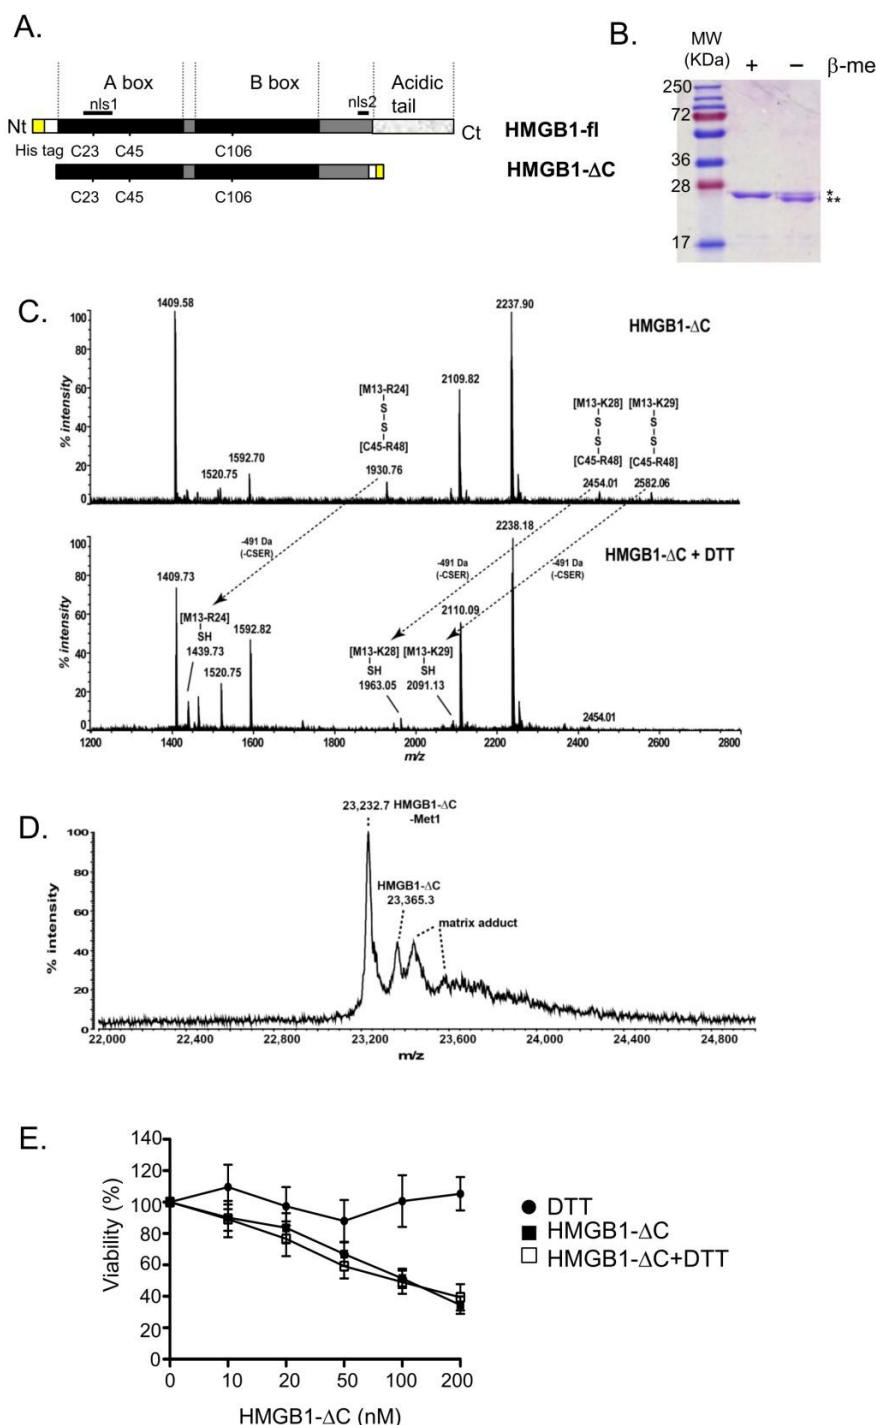 A.
A box
B box
Acidic
tail
nls1
nls2
Nt
Ct
HMGB1-fl
His tag
C23
C45
C106
HMGB1-ΔC
C23
C45
C106
B.
MW
(KDa)
+
−
β-me
250
72
36
28
17
*
**
C.
% intensity
100
80
60
40
20
0
1409.58
1520.75
1592.70
[M13-R24]
S
S
[C45-R48]
1930.76
2109.82
2237.90
HMGB1-ΔC
[M13-K28]
S
S
[C45-R48]
2454.01
[M13-K29]
S
S
[C45-R48]
2582.06
% intensity
100
80
60
40
20
0
-491 Da
(-CSER)
-491 Da
(-CSER)
-491 Da
(-CSER)
HMGB1-ΔC + DTT
1409.73
[M13-R24]
SH
1439.73
1520.75
1592.82
[M13-K28]
SH
1963.05
[M13-K29]
SH
2091.13
2110.09
2238.18
2454.01
1200 1400 1600 1800 2000 2200 2400 2600 2800
m/z
D.
% intensity
100
80
60
40
20
0
23,232.7
HMGB1-ΔC
-Met1
HMGB1-ΔC
23,365.3
matrix adduct
22,000 22,400 22,800 23,200 23,600 24,000 24,400 24,800
m/z
E.
Viability (%)
140
120
100
80
60
40
20
0
0 10 20 50 100 200
HMGB1-ΔC (nM)
DTT
HMGB1-ΔC
HMGB1-ΔC+DTT